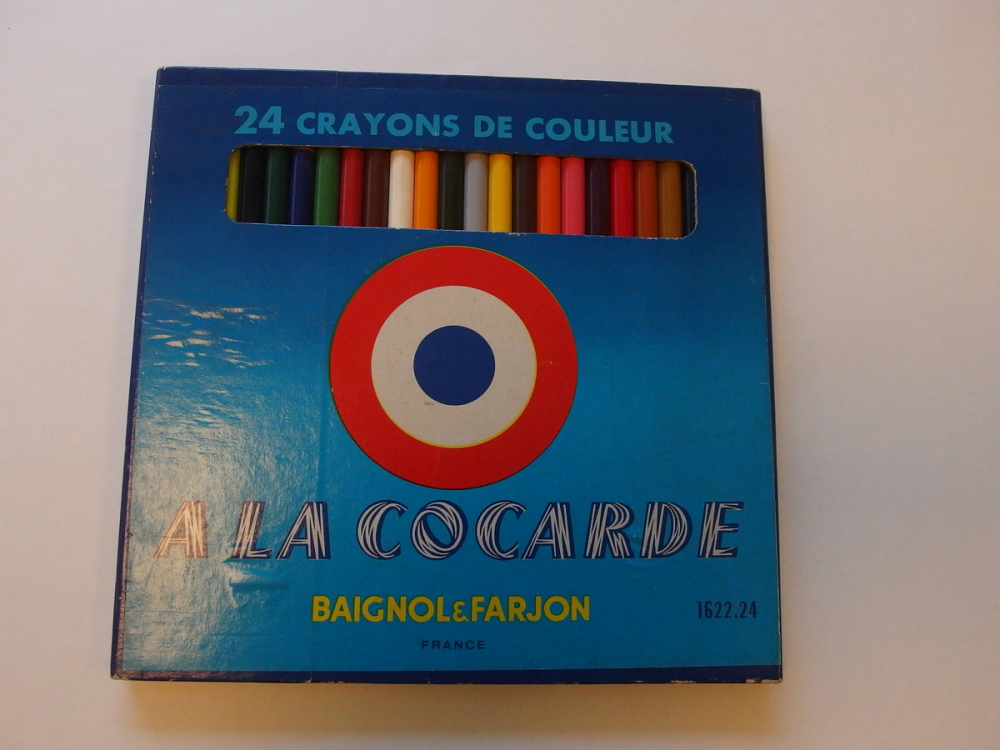 24 CRAYONS DE COULEUR
A LA COCARDE
BAIGNOL & FARJON
1622.24
FRANCE